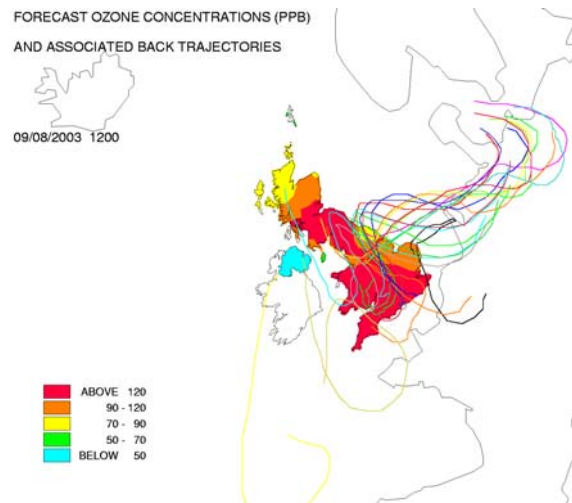 FORECAST OZONE CONCENTRATIONS (PPB)
AND ASSOCIATED BACK TRAJECTORIES
09/08/2003 1200
ABOVE 120
90 - 120
70 - 90
50 - 70
BELOW 50